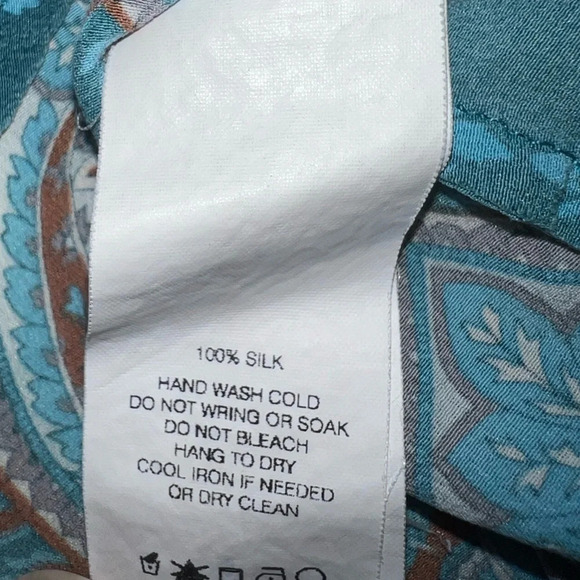 100% SILK
HAND WASH COLD
DO NOT WRING OR SOAK
DO NOT BLEACH
HANG TO DRY
COOL IRON IF NEEDED
OR DRY CLEAN